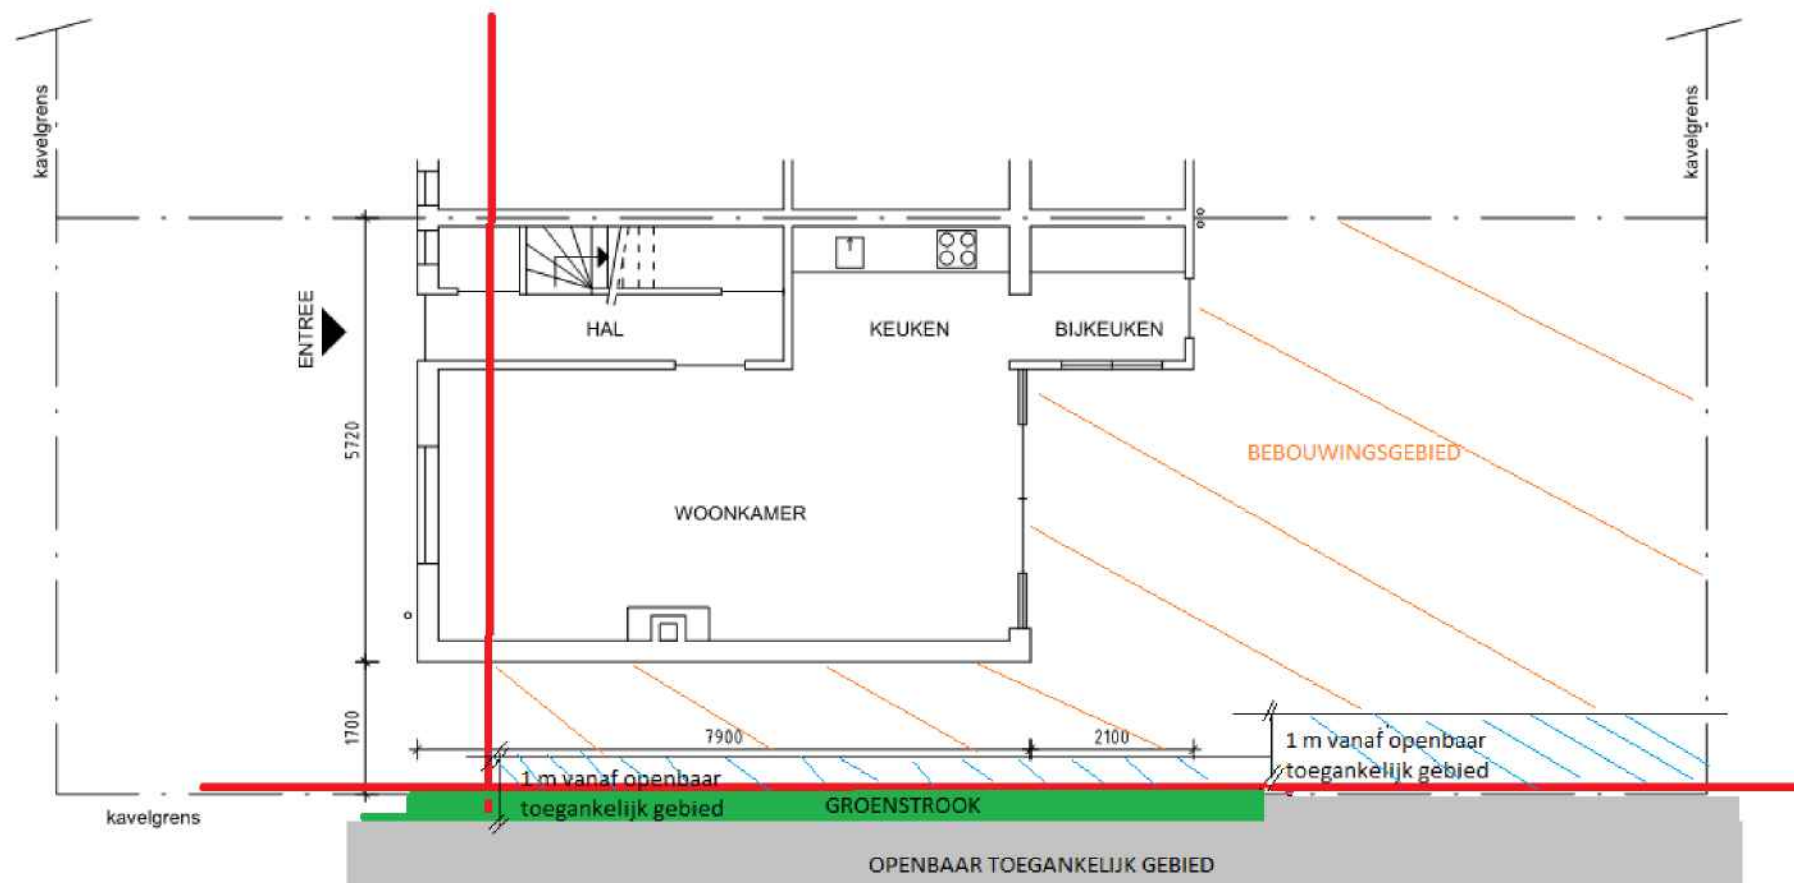 kavelgrens
kavelgrens
ENTREE
HAL
KEUKEN
BIJKEUKEN
5720
BEBOUWINGSGEBIED
WOONKAMER
1700
7900
2100
1 m vanaf openbaar
toegankelijk gebied
1 m vanaf openbaar
toegankelijk gebied
GROENSTROOK
kavelgrens
OPENBAAR TOEGANKELIJK GEBIED